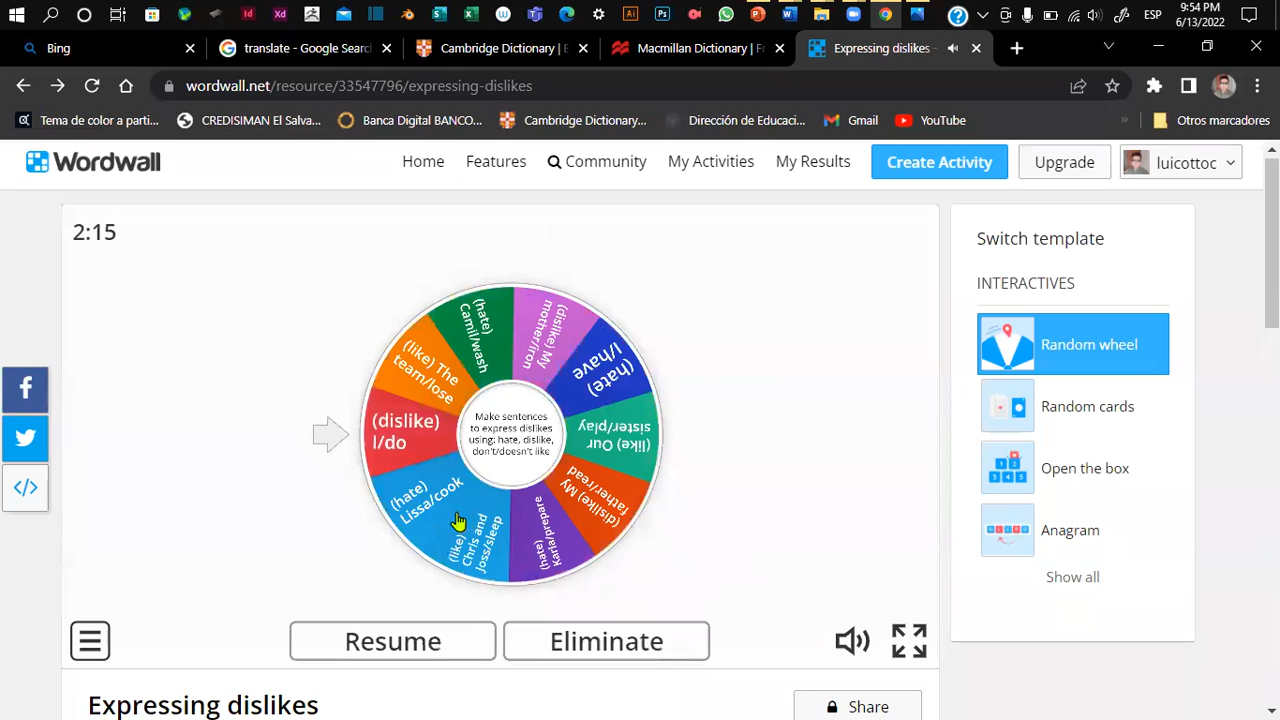 9:54 PM
ESP
6/13/2022
Bing
translate - Google Searc
Cambridge Dictionary | E
Macmillan Dictionary | Fr
Expressing dislikes -
wordwall.net/resource/33547796/expressing-dislikes
Tema de color a parti...
CREDISIMAN El Salva...
Banca Digital BANCO...
Cambridge Dictionary...
Dirección de Educaci...
Gmail
YouTube
Otros marcadores
Wordwall
Home
Features
Community
My Activities
My Results
Create Activity
Upgrade
luicottoc
2:15
(hate)
Camil/wash
(dislike) My
mother/iron
(hate)
I/have
(like) Our
sister/play/
(dislike) My
father/read
(hate)
Karla/prepare
(like)
Chris and
Joss/sleep
(hate)
Lissa/cook
(dislike)
I/do
(like) The
team/lose
Make sentences
to express dislikes
using: hate, dislike,
don't/doesn't like
Resume
Eliminate
Expressing dislikes
Share
Switch template
INTERACTIVES
Random wheel
Random cards
Open the box
Anagram
Show all